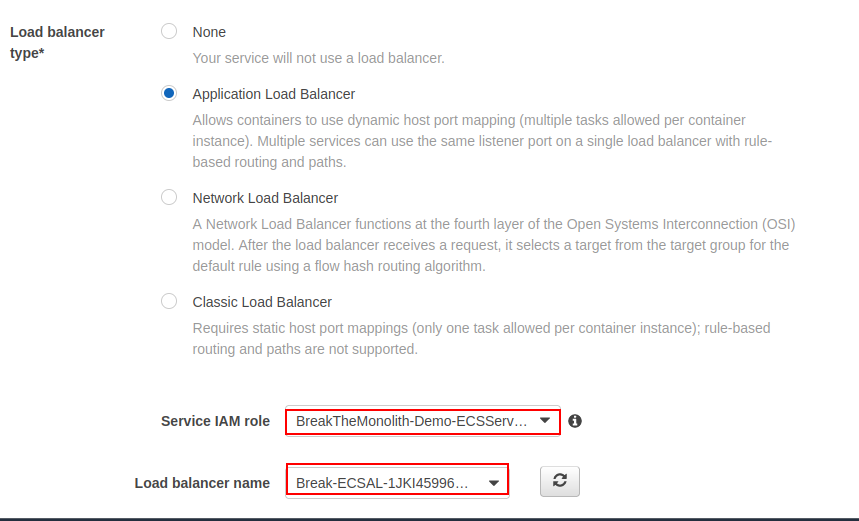 Load balancer
type*
None
Your service will not use a load balancer.
Application Load Balancer
Allows containers to use dynamic host port mapping (multiple tasks allowed per container
instance). Multiple services can use the same listener port on a single load balancer with rule-
based routing and paths.
Network Load Balancer
A Network Load Balancer functions at the fourth layer of the Open Systems Interconnection (OSI)
model. After the load balancer receives a request, it selects a target from the target group for the
default rule using a flow hash routing algorithm.
Classic Load Balancer
Requires static host port mappings (only one task allowed per container instance); rule-based
routing and paths are not supported.
Service IAM role
BreakTheMonolith-Demo-ECSServ…
Load balancer name
Break-ECSAL-1JKI45996…